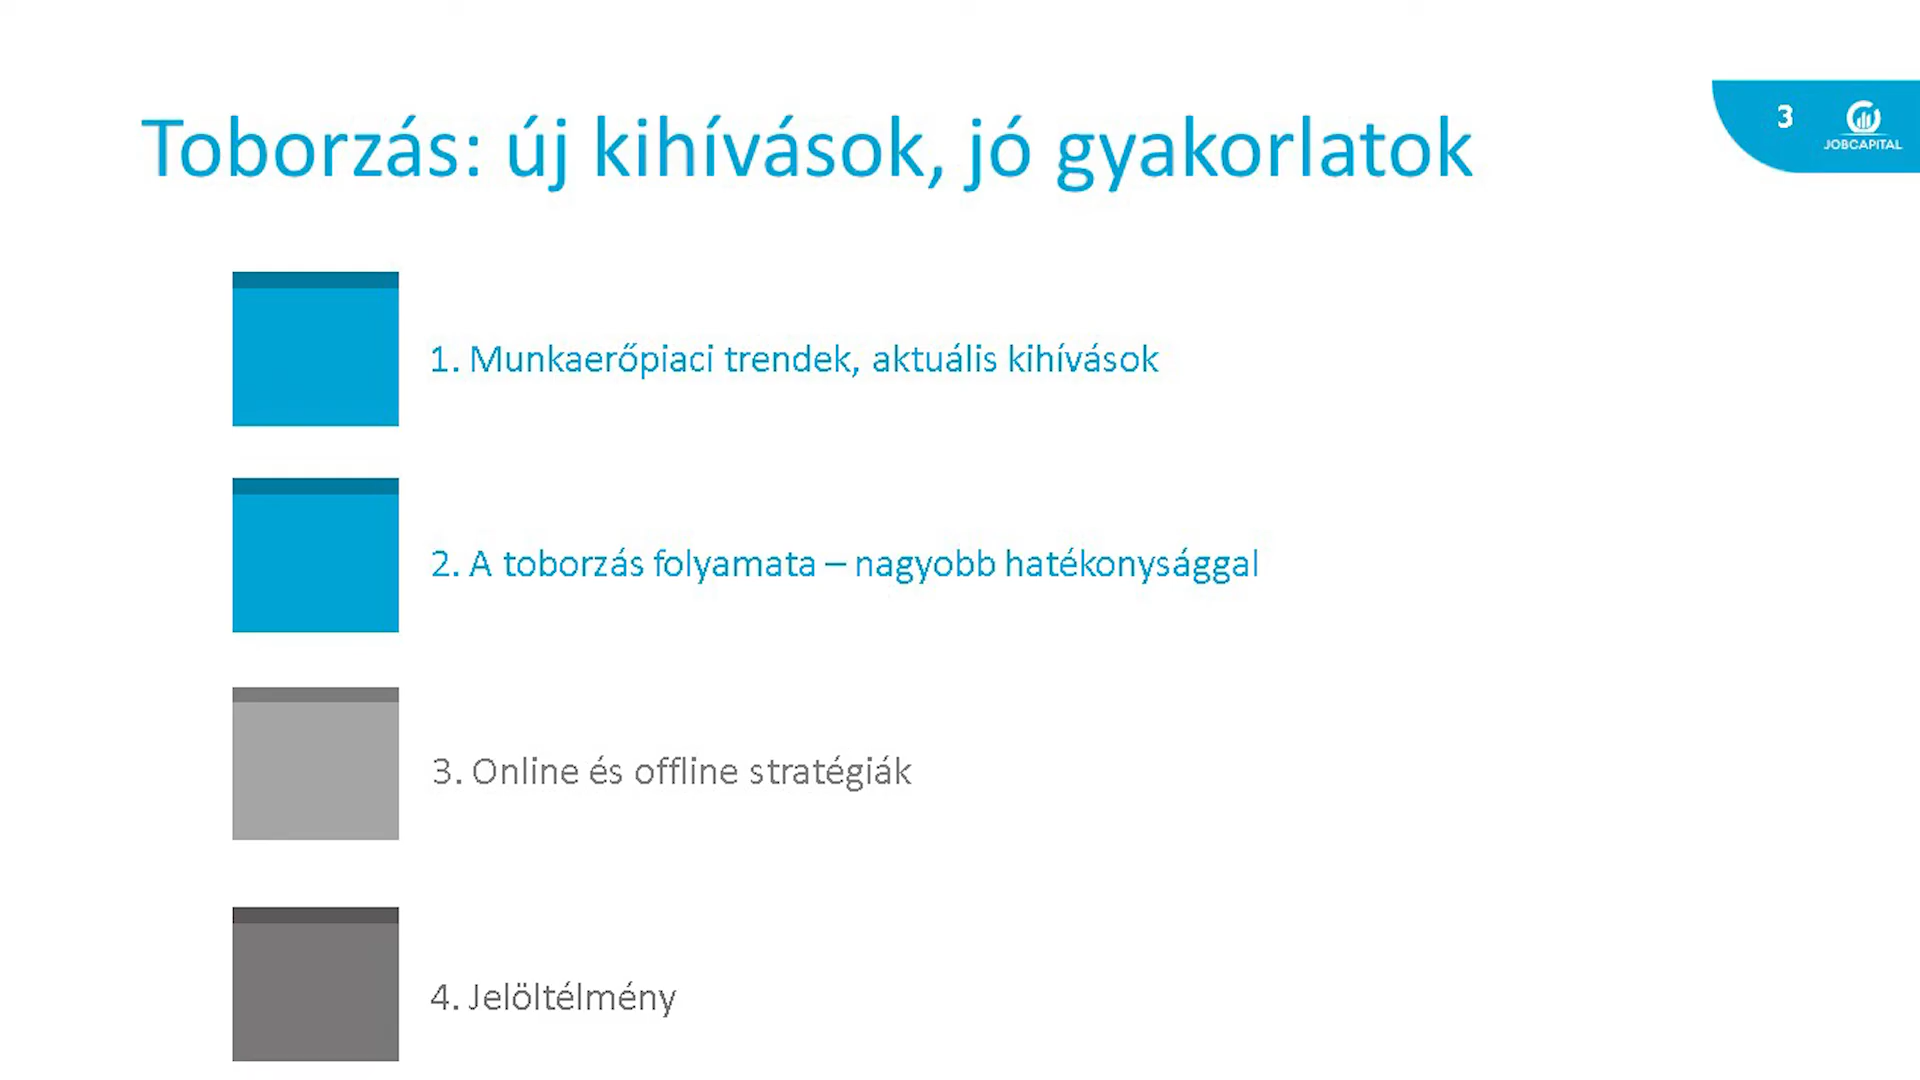 Toborzás: új kihívások, jó gyakorlatok
3
JOBCAPITAL
1. Munkaerőpiaci trendek, aktuális kihívások
2. A toborzás folyamata – nagyobb hatékonysággal
3. Online és offline stratégiák
4. Jelöltélmény